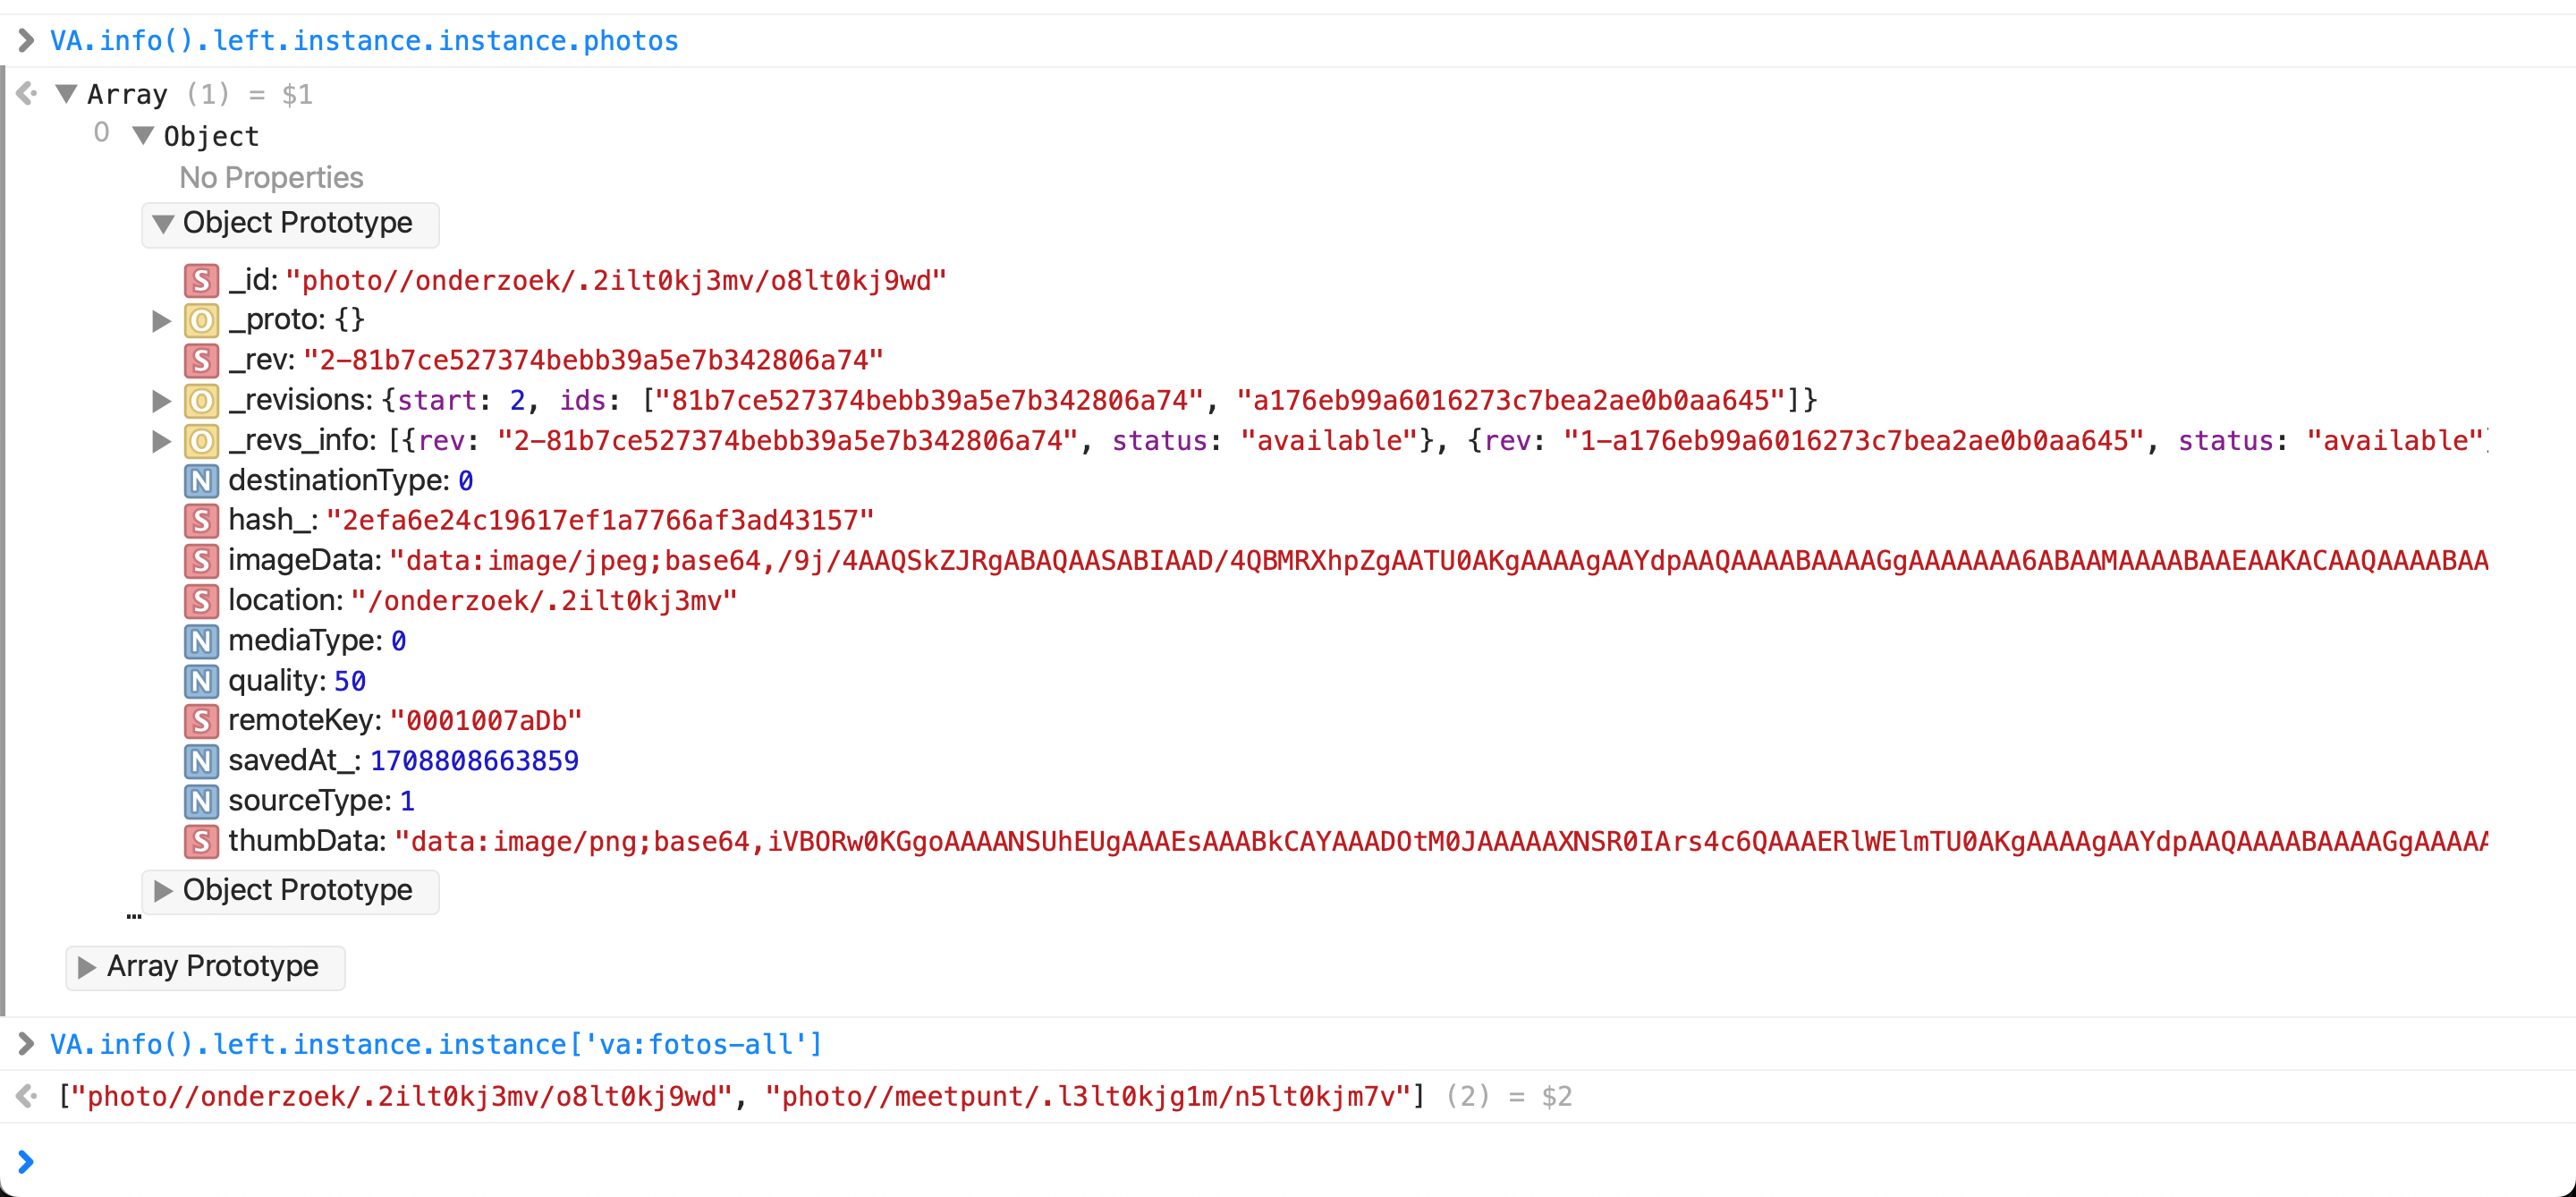 VA.info().left.instance.instance.photos
Array (1) = $1
0 Object
No Properties
Object Prototype
S _id: "photo//onderzoek/.2ilt0kj3mv/o8lt0kj9wd"
O _proto: {}
S _rev: "2-81b7ce527374bebb39a5e7b342806a74"
O _revisions: {start: 2, ids: ["81b7ce527374bebb39a5e7b342806a74", "a176eb99a6016273c7bea2ae0b0aa645"]}
O _revs_info: [{rev: "2-81b7ce527374bebb39a5e7b342806a74", status: "available"}, {rev: "1-a176eb99a6016273c7bea2ae0b0aa645", status: "available"}
N destinationType: 0
S hash_: "2efa6e24c19617ef1a7766af3ad43157"
S imageData: "data:image/jpeg;base64,/9j/4AAQSkZJRgABAQAASABIAAD/4QBMRXhpZgAATU0AKgAAAAgAAYdpAAQAAAABAAAAGgAAAAAAA6ABAAMAAAABAAEAAKACAAQAAAABAA
S location: "/onderzoek/.2ilt0kj3mv"
N mediaType: 0
N quality: 50
S remoteKey: "0001007aDb"
N savedAt_: 1708808663859
N sourceType: 1
S thumbData: "data:image/png;base64,iVBORw0KGgoAAAANSUhEUgAAAEsAAABkCAYAAADOtM0JAAAAAXNSR0IArs4c6QAAAERlWElmTU0AKgAAAAgAAYdpAAQAAAABAAAAGgAAAAA
Object Prototype
…
Array Prototype
VA.info().left.instance.instance['va:fotos-all']
["photo//onderzoek/.2ilt0kj3mv/o8lt0kj9wd", "photo//meetpunt/.l3lt0kjg1m/n5lt0kjm7v"] (2) = $2